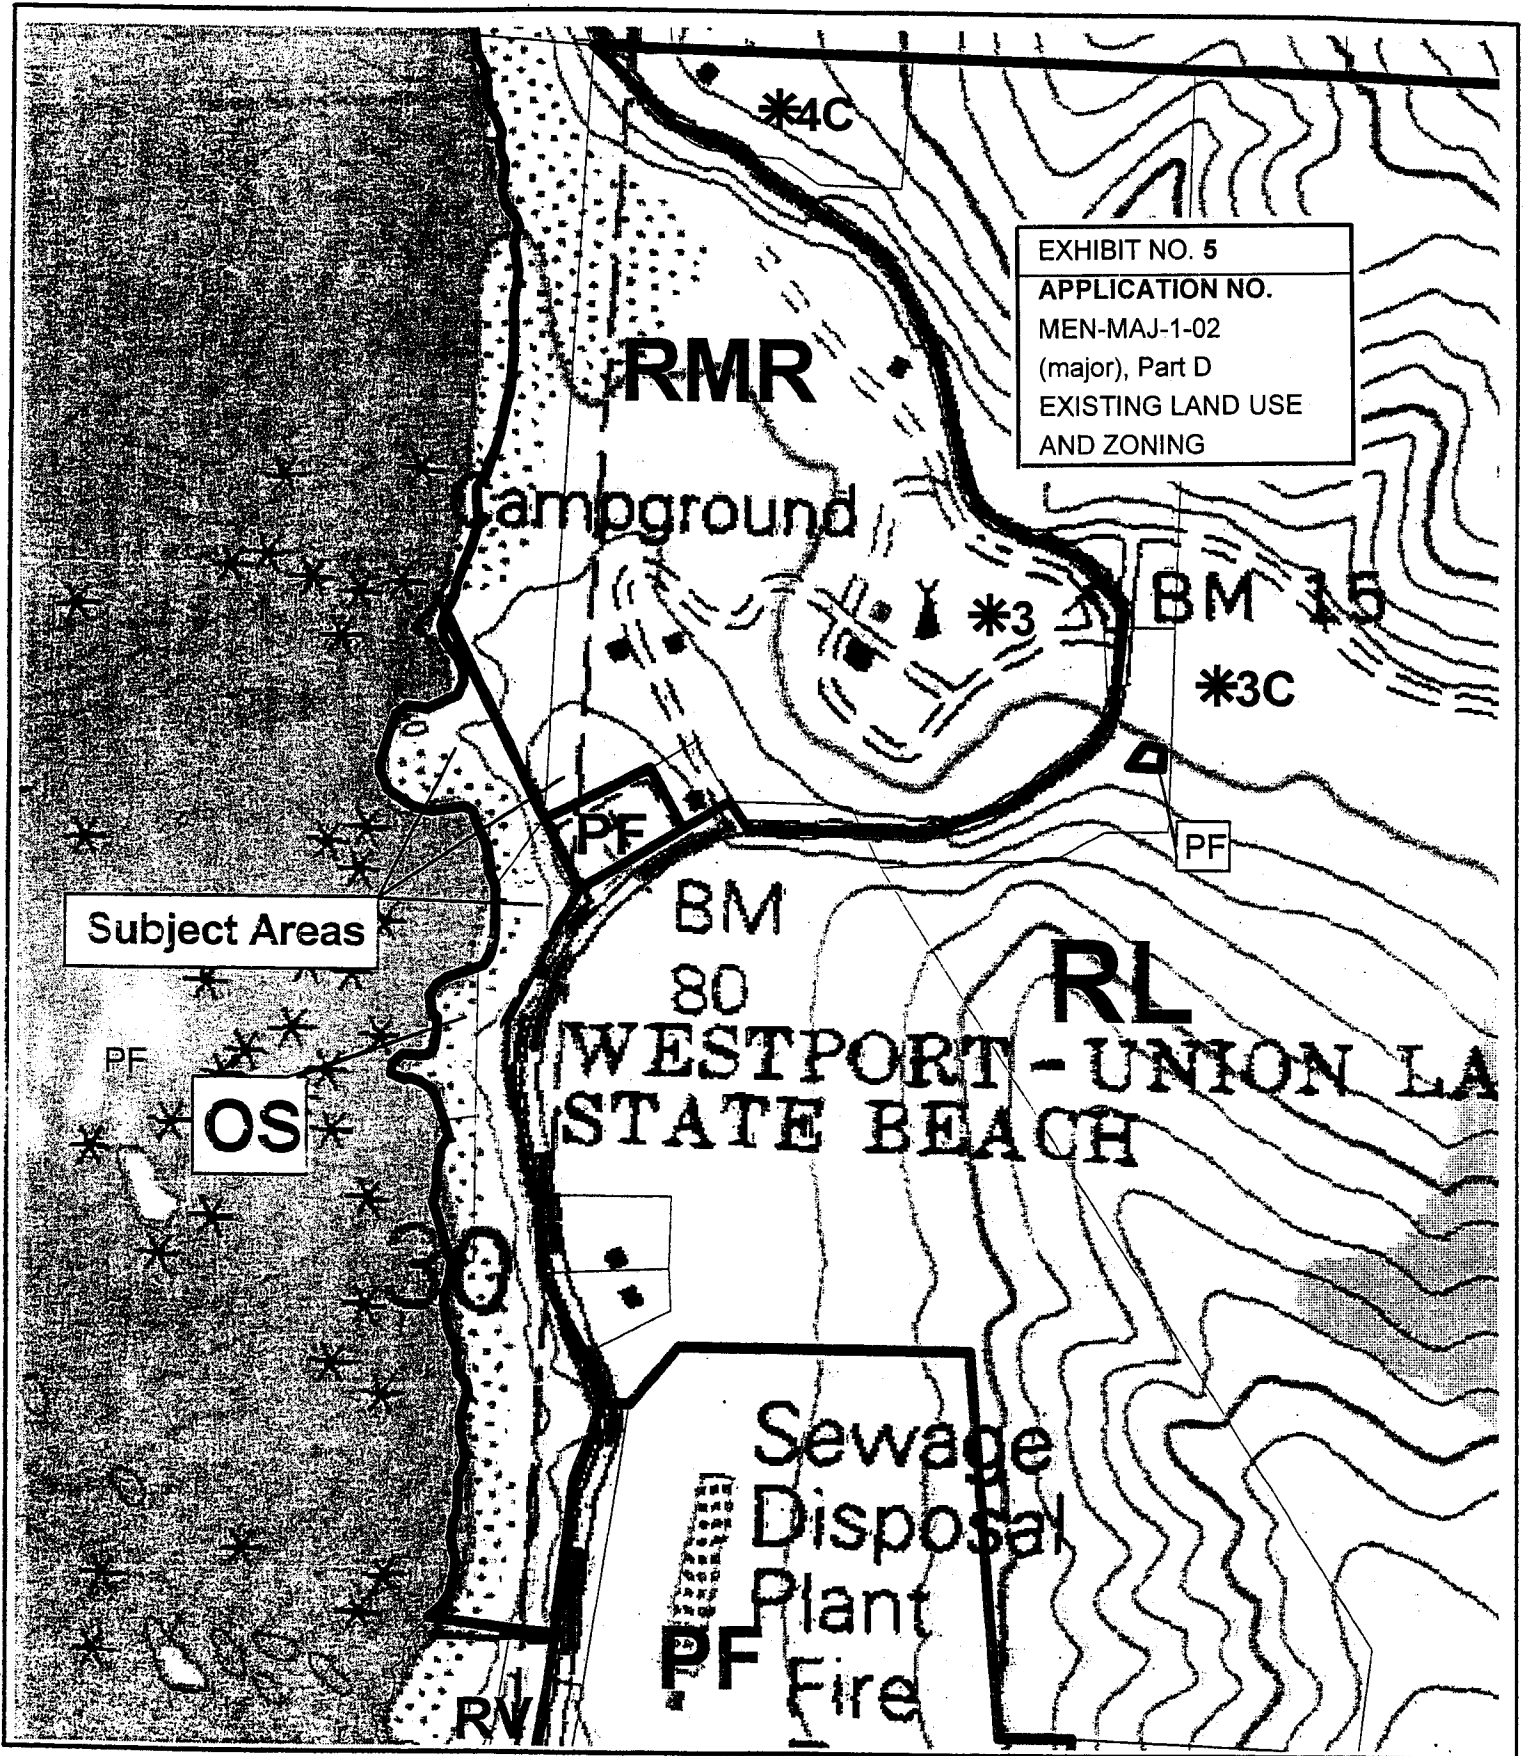 ✱4C
EXHIBIT NO. 5
APPLICATION NO.
MEN-MAJ-1-02
(major), Part D
EXISTING LAND USE
AND ZONING
RMR
Campground
BM 15
✱3
✱3C
PF
PF
Subject Areas
BM
80
RL
PF
OS
WESTPORT - UNION LA
STATE BEACH
30
Sewage
Disposal
Plant
PF
Fire
RV